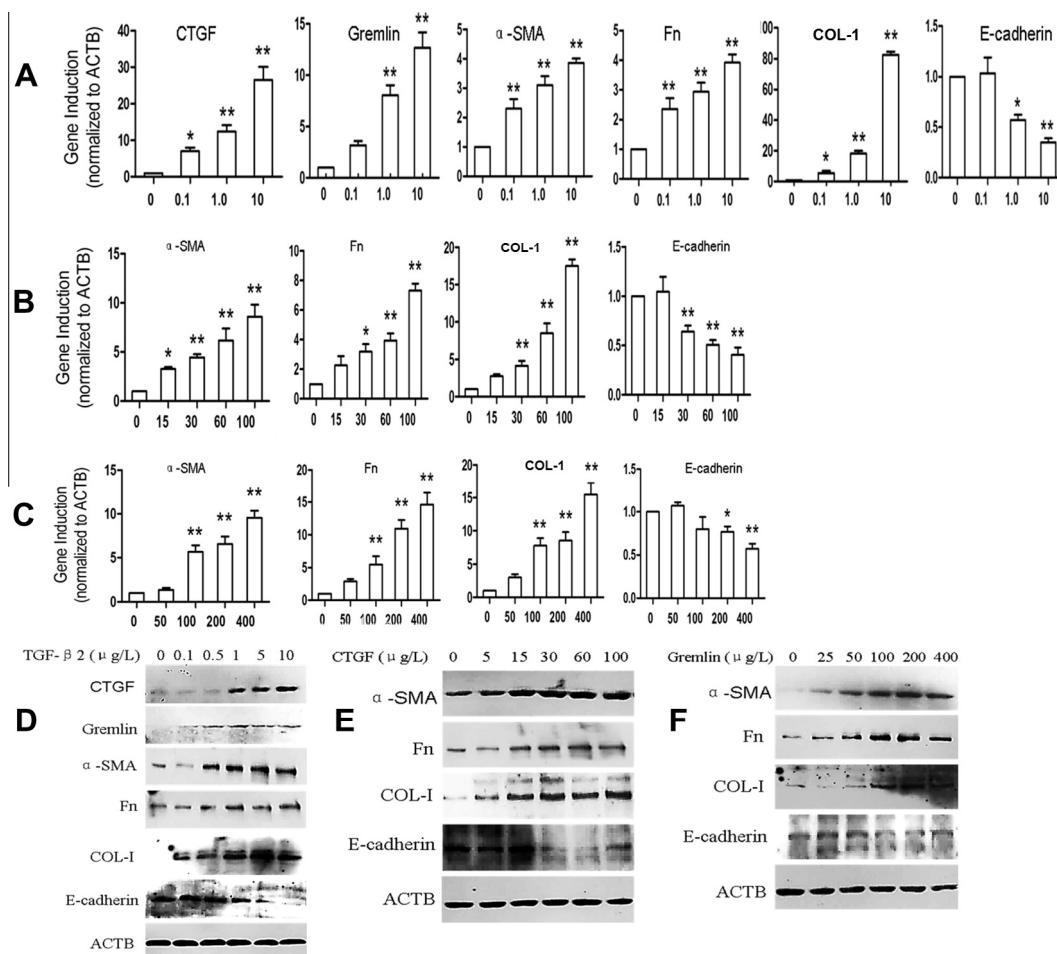 A
CTGF
Gremlin
α-SMA
Fn
COL-1
E-cadherin
Gene Induction
(normalized to ACTB)
40
30
20
10
0
* ** **
0 0.1 1.0 10
15
10
5
0
** **
0 0.1 1.0 10
5
4
3
2
1
0
** ** **
0 0.1 1.0 10
5
4
3
2
1
0
** ** **
0 0.1 1.0 10
100
80
60
40
20
0
* ** **
0 0.1 1.0 10
1.5
1.0
0.5
0.0
* **
0 0.1 1.0 10
B
α-SMA
Fn
COL-1
E-cadherin
Gene Induction
(normalized to ACTB)
15
10
5
0
* ** ** **
0 15 30 60 100
10
8
6
4
2
0
* ** **
0 15 30 60 100
20
15
10
5
0
** ** **
0 15 30 60 100
1.5
1.0
0.5
0.0
** ** **
0 15 30 60 100
C
α-SMA
Fn
COL-1
E-cadherin
Gene Induction
(normalized to ACTB)
15
10
5
0
** ** **
0 50 100 200 400
20
15
10
5
0
** ** **
0 50 100 200 400
20
15
10
5
0
** ** **
0 50 100 200 400
1.5
1.0
0.5
0.0
* **
0 50 100 200 400
D
TGF-β2(μg/L) 0 0.1 0.5 1 5 10
CTGF
Gremlin
α-SMA
Fn
COL-I
E-cadherin
ACTB
E
CTGF(μg/L) 0 5 15 30 60 100
α-SMA
Fn
COL-I
E-cadherin
ACTB
F
Gremlin(μg/L) 0 25 50 100 200 400
α-SMA
Fn
COL-I
E-cadherin
ACTB